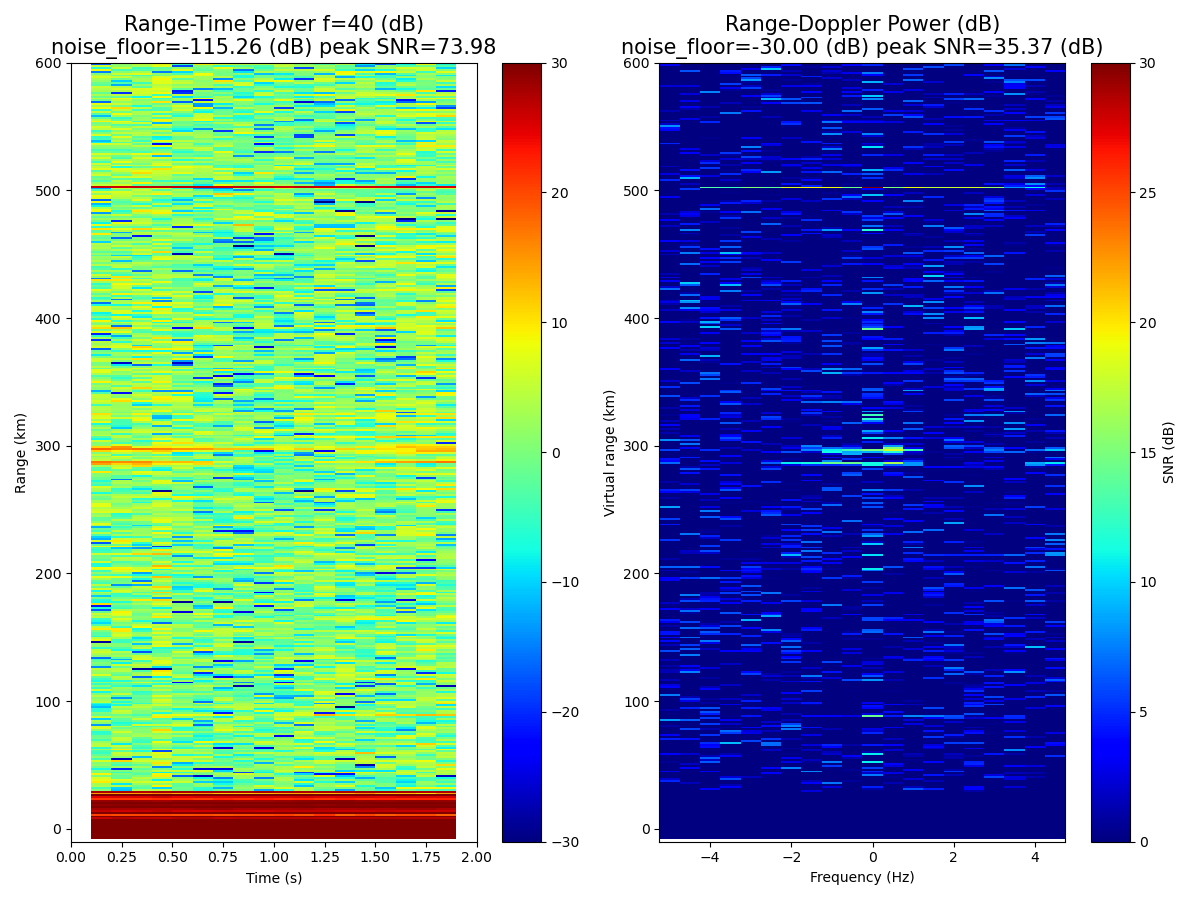 Range-Time Power f=40 (dB)
noise_floor=-115.26 (dB) peak SNR=73.98
Range-Doppler Power (dB)
noise_floor=-30.00 (dB) peak SNR=35.37 (dB)
600
500
400
300
200
100
0
Range (km)
0.00 0.25 0.50 0.75 1.00 1.25 1.50 1.75 2.00
Time (s)
30
20
10
0
−10
−20
−30
600
500
400
300
200
100
0
Virtual range (km)
−4 −2 0 2 4
Frequency (Hz)
30
25
20
15
10
5
0
SNR (dB)